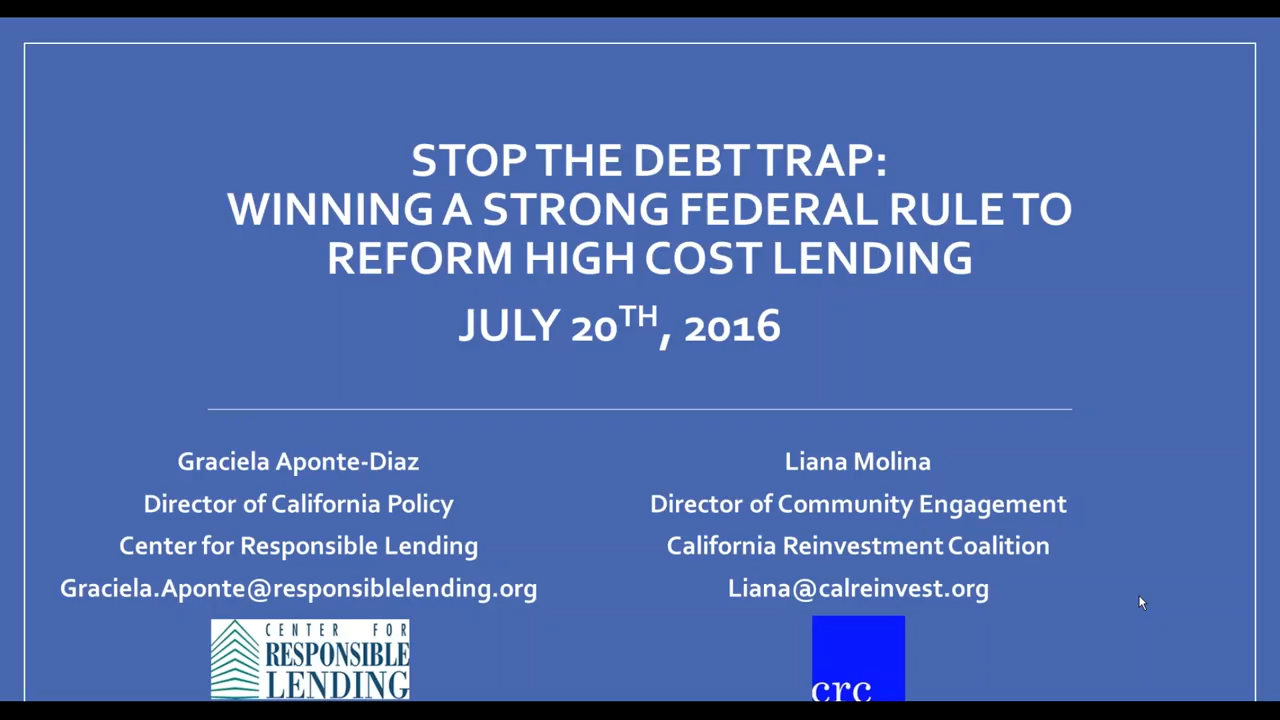 STOP THE DEBT TRAP:
WINNING A STRONG FEDERAL RULE TO
REFORM HIGH COST LENDING
JULY 20TH, 2016
Graciela Aponte-Diaz
Director of California Policy
Center for Responsible Lending
Graciela.Aponte@responsiblelending.org
Liana Molina
Director of Community Engagement
California Reinvestment Coalition
Liana@calreinvest.org
CENTER FOR
RESPONSIBLE
LENDING
crc